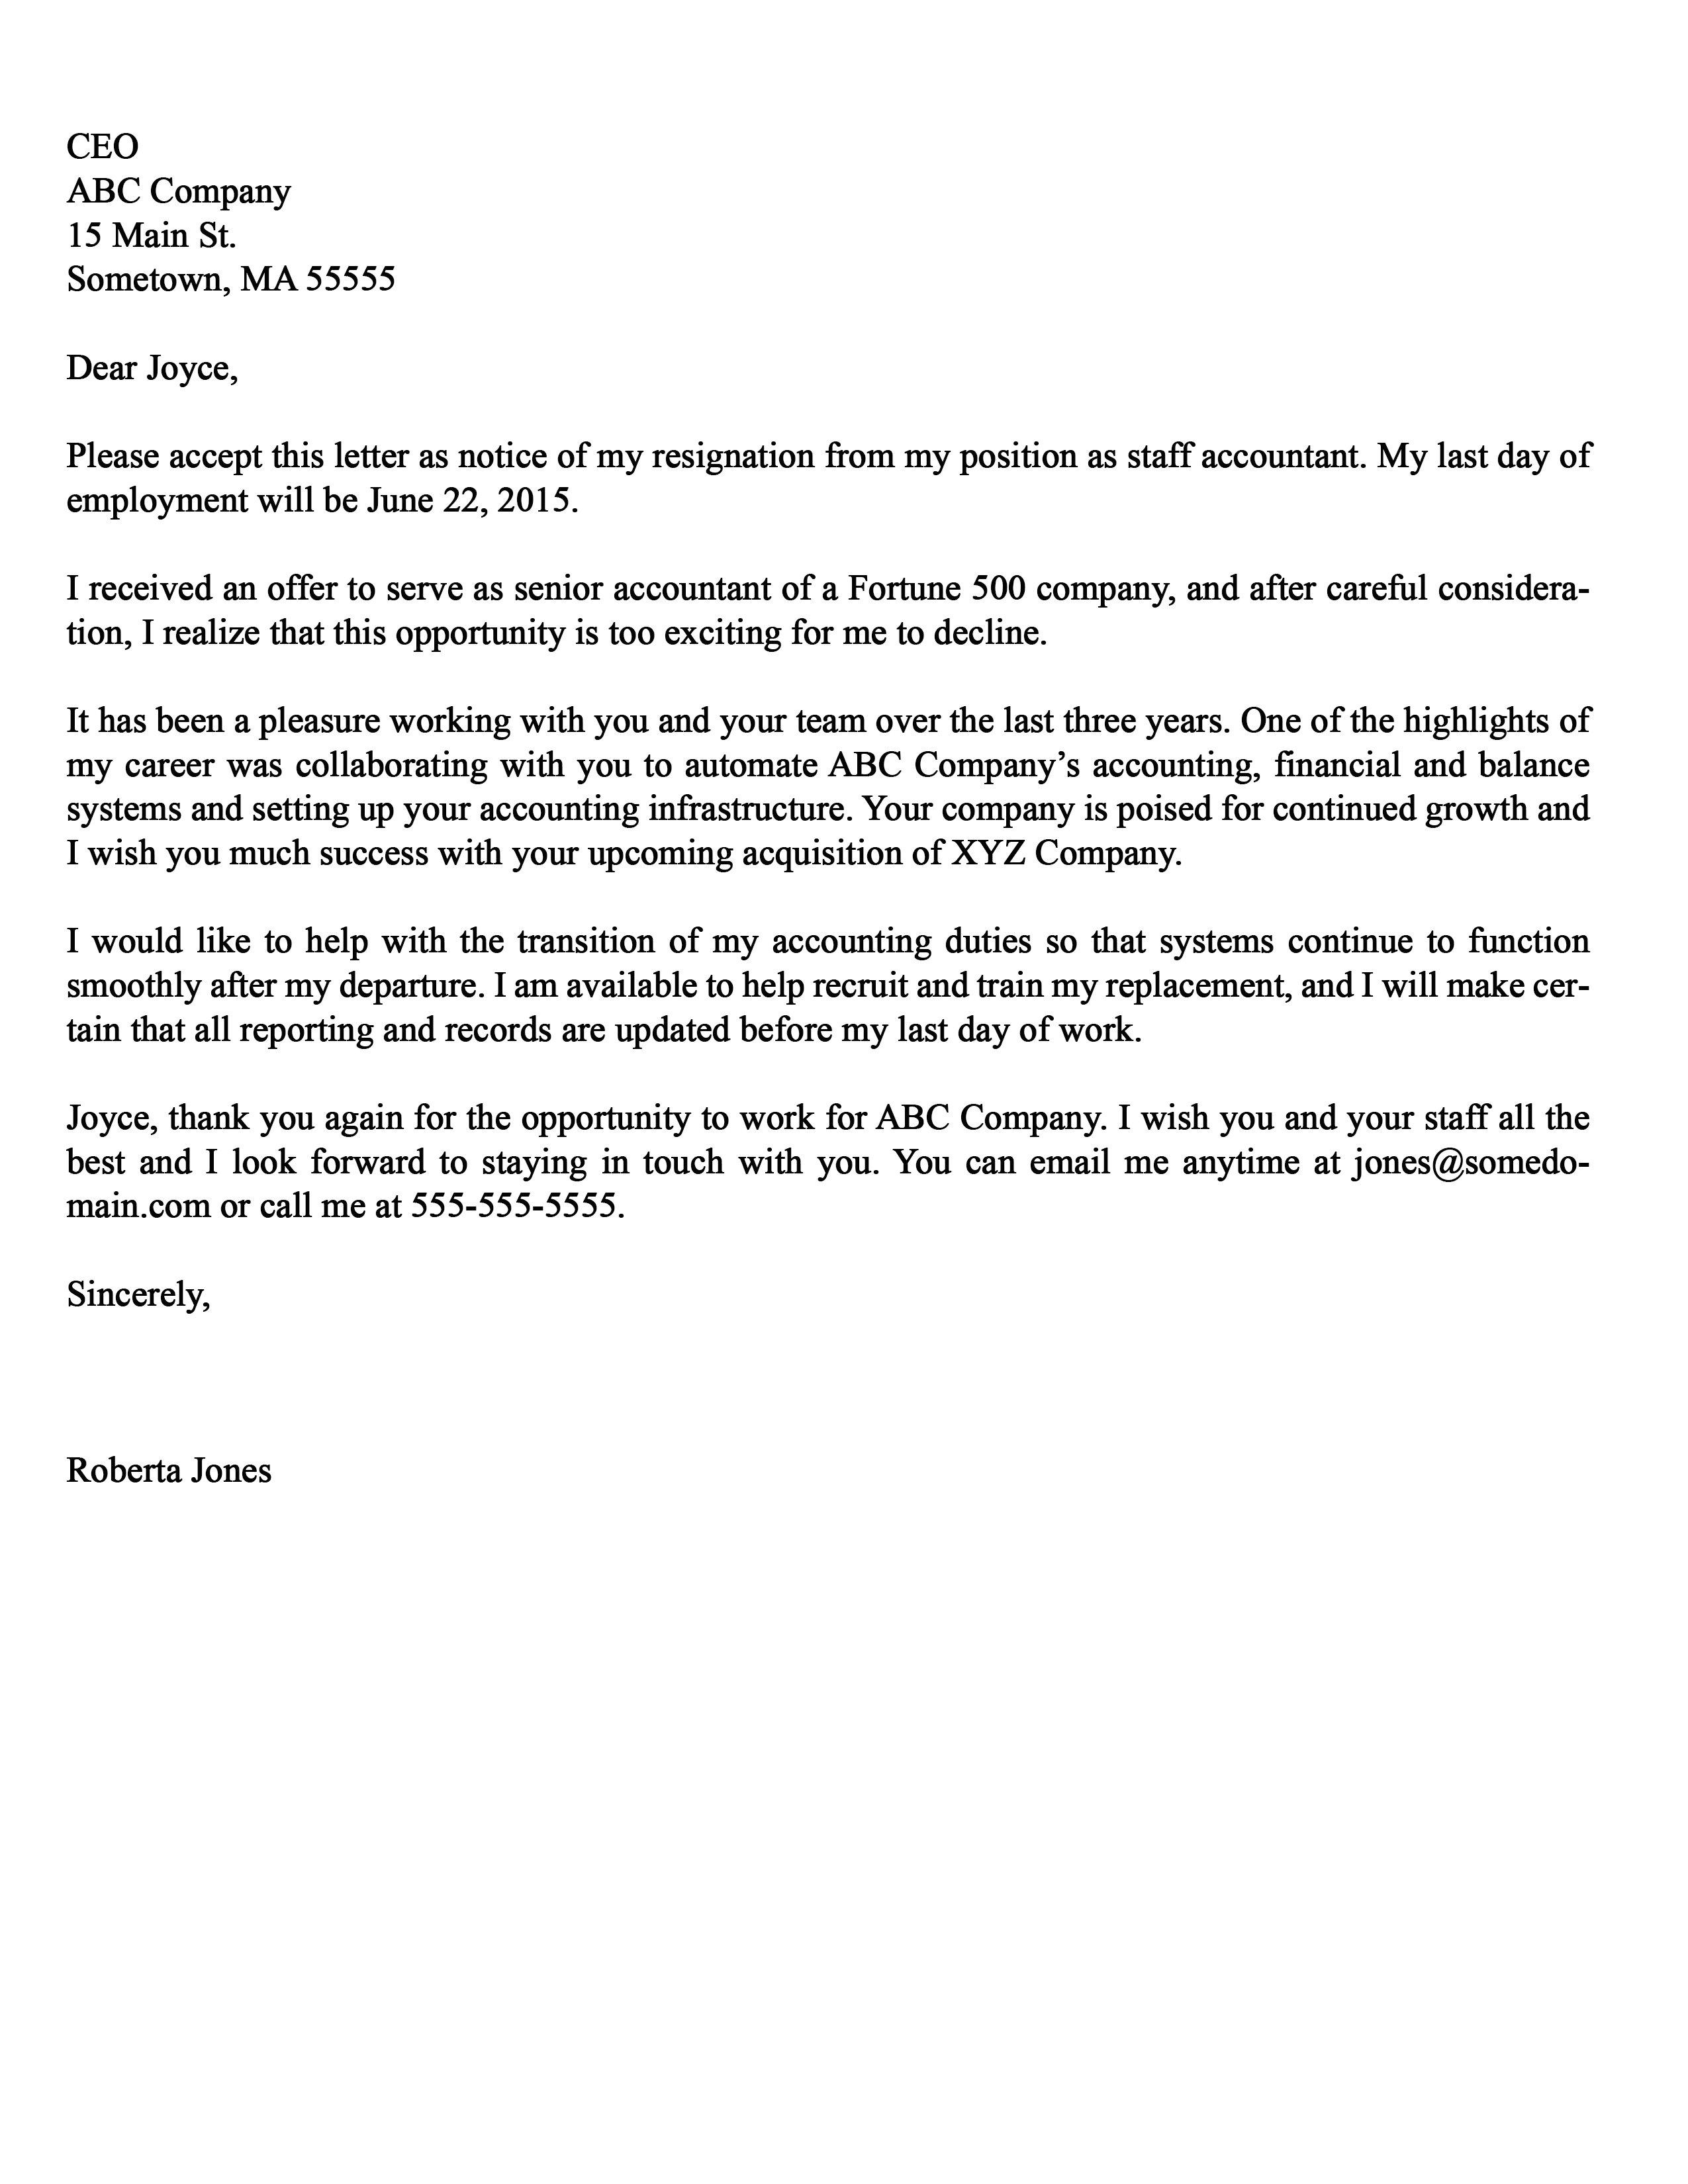 CEO
ABC Company
15 Main St.
Sometown, MA 55555
Dear Joyce,
Please accept this letter as notice of my resignation from my position as staff accountant. My last day of
employment will be June 22, 2015.
I received an offer to serve as senior accountant of a Fortune 500 company, and after careful considera-
tion, I realize that this opportunity is too exciting for me to decline.
It has been a pleasure working with you and your team over the last three years. One of the highlights of
my career was collaborating with you to automate ABC Company’s accounting, financial and balance
systems and setting up your accounting infrastructure. Your company is poised for continued growth and
I wish you much success with your upcoming acquisition of XYZ Company.
I would like to help with the transition of my accounting duties so that systems continue to function
smoothly after my departure. I am available to help recruit and train my replacement, and I will make cer-
tain that all reporting and records are updated before my last day of work.
Joyce, thank you again for the opportunity to work for ABC Company. I wish you and your staff all the
best and I look forward to staying in touch with you. You can email me anytime at jones@somedo-
main.com or call me at 555-555-5555.
Sincerely,
Roberta Jones